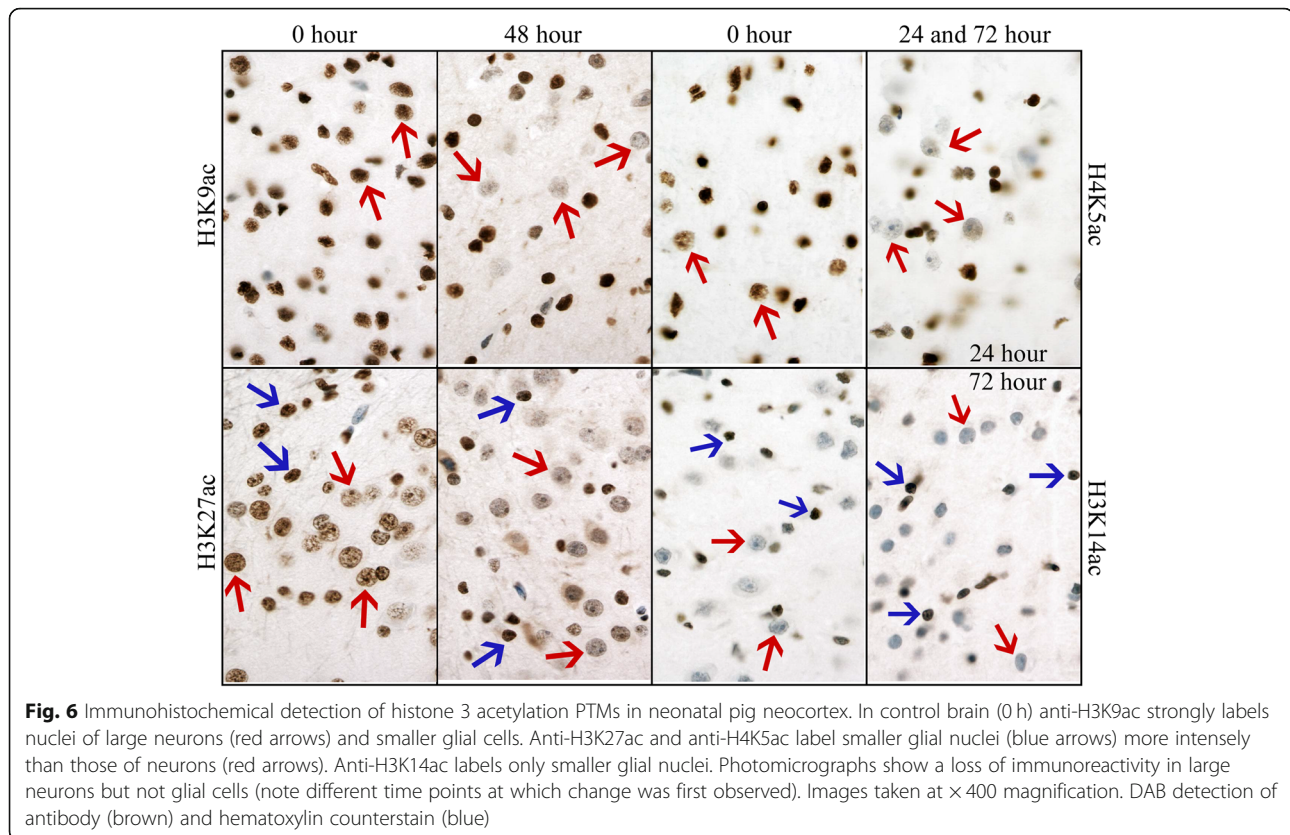 0 hour 48 hour 0 hour 24 and 72 hour
H3K9ac
H4K5ac
24 hour
72 hour
H3K27ac
H3K14ac
Fig. 6 Immunohistochemical detection of histone 3 acetylation PTMs in neonatal pig neocortex. In control brain (0 h) anti-H3K9ac strongly labels
nuclei of large neurons (red arrows) and smaller glial cells. Anti-H3K27ac and anti-H4K5ac label smaller glial nuclei (blue arrows) more intensely
than those of neurons (red arrows). Anti-H3K14ac labels only smaller glial nuclei. Photomicrographs show a loss of immunoreactivity in large
neurons but not glial cells (note different time points at which change was first observed). Images taken at × 400 magnification. DAB detection of
antibody (brown) and hematoxylin counterstain (blue)